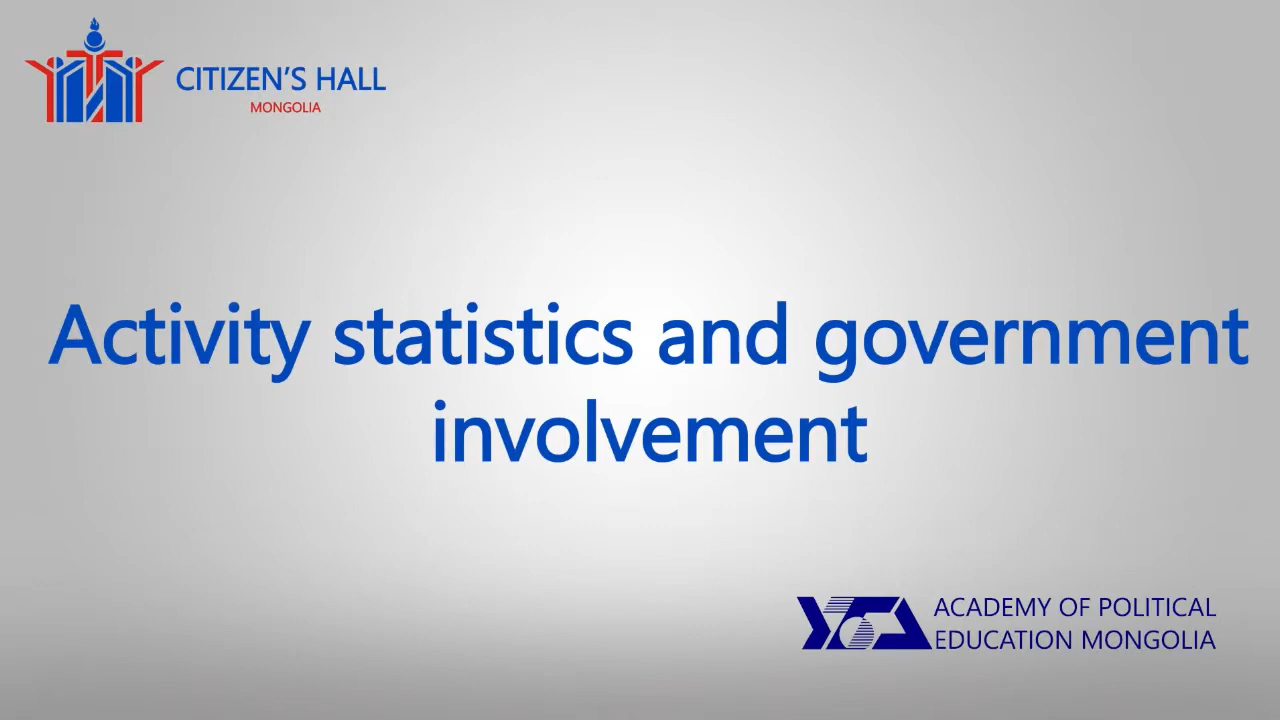 CITIZEN'S HALL
MONGOLIA
Activity statistics and government
involvement
ACADEMY OF POLITICAL
EDUCATION MONGOLIA